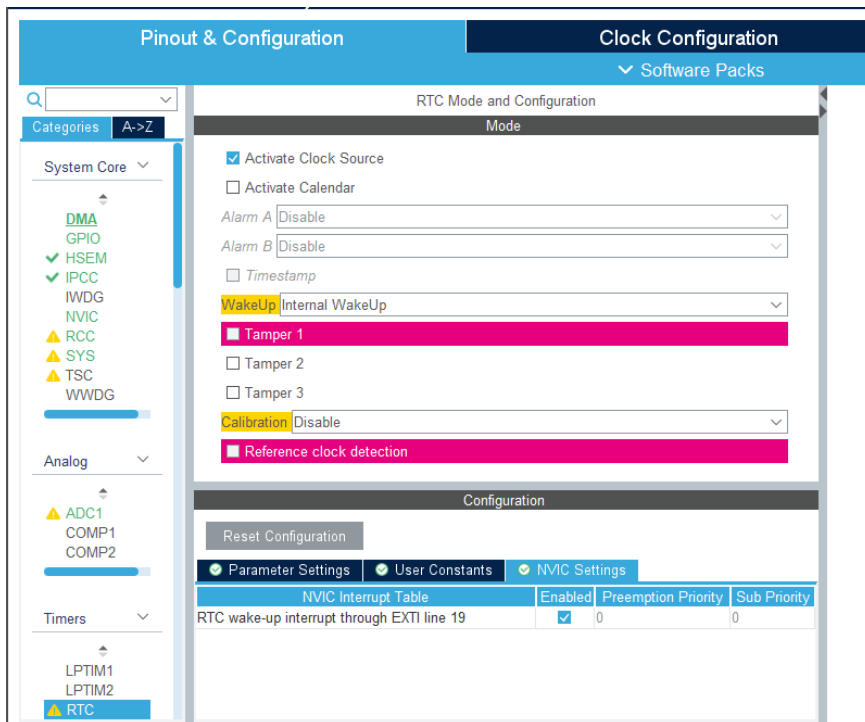 Pinout & Configuration
Clock Configuration
Software Packs
RTC Mode and Configuration
Mode
Categories
A->Z
System Core
DMA
GPIO
HSEM
IPCC
IWDG
NVIC
RCC
SYS
TSC
WWDG
Analog
ADC1
COMP1
COMP2
Timers
LPTIM1
LPTIM2
RTC
Activate Clock Source
Activate Calendar
Alarm A Disable
Alarm B Disable
Timestamp
WakeUp Internal WakeUp
Tamper 1
Tamper 2
Tamper 3
Calibration Disable
Reference clock detection
Configuration
Reset Configuration
Parameter Settings
User Constants
NVIC Settings
NVIC Interrupt Table Enabled Preemption Priority Sub Priority
RTC wake-up interrupt through EXTI line 19 0 0